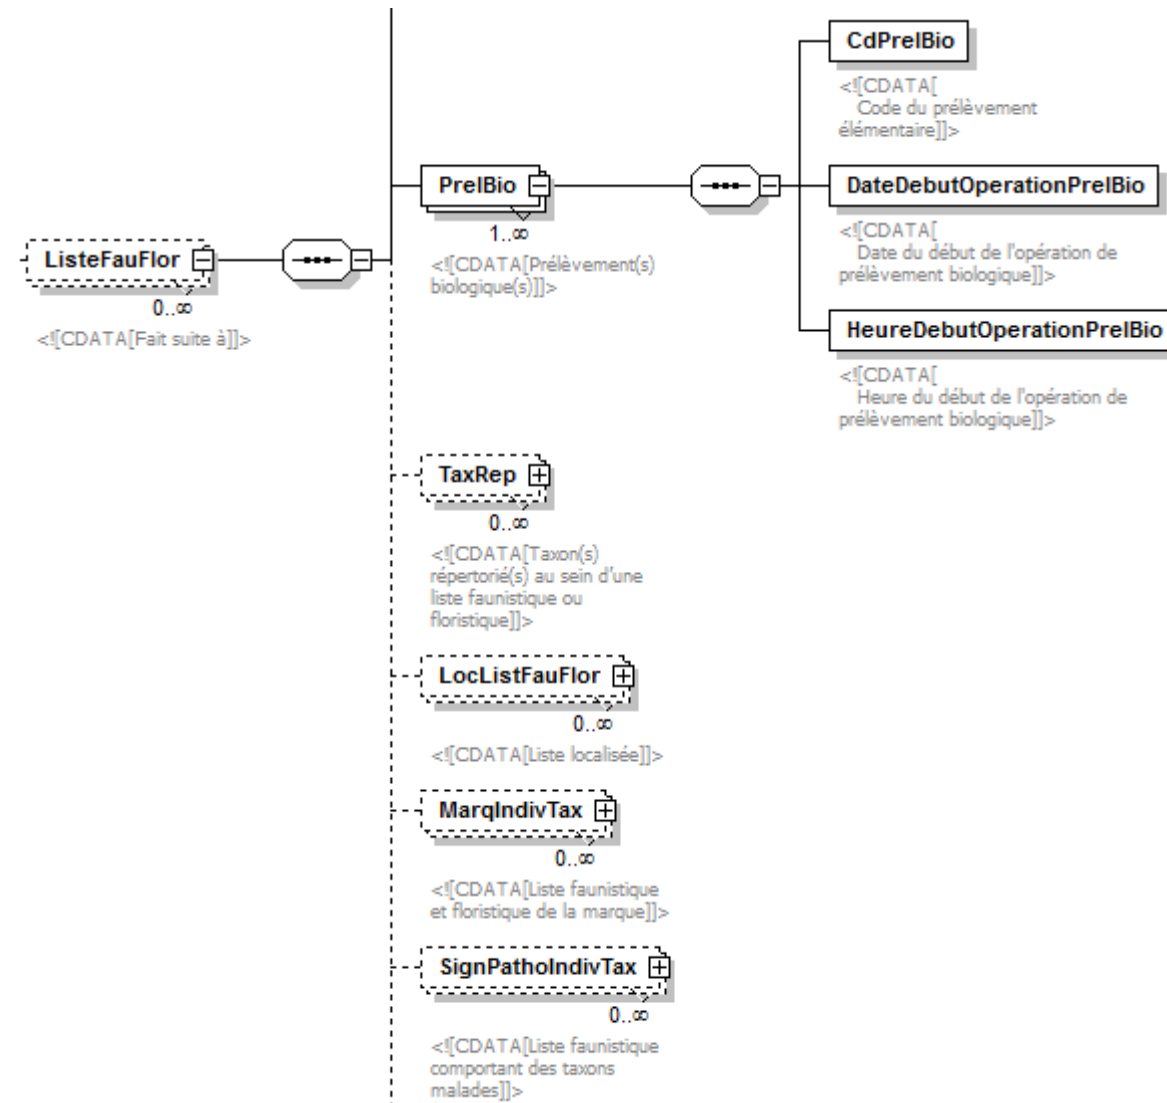 CdPrelBio
<![CDATA[
Code du prélèvement
élémentaire]]>
PrelBio
1..∞
<![CDATA[Prélèvement(s)
biologique(s)]]>
DateDebutOperationPrelBio
<![CDATA[
Date du début de l'opération de
prélèvement biologique]]>
ListeFauFlor
0..∞
<![CDATA[Fait suite à]]>
HeureDebutOperationPrelBio
<![CDATA[
Heure du début de l'opération de
prélèvement biologique]]>
TaxRep
0..∞
<![CDATA[Taxon(s)
répertorié(s) au sein d'une
liste faunistique ou
floristique]]>
LocListFauFlor
0..∞
<![CDATA[Liste localisée]]>
MarqIndivTax
0..∞
<![CDATA[Liste faunistique
et floristique de la marque]]>
SignPathoIndivTax
0..∞
<![CDATA[Liste faunistique
comportant des taxons
malades]]>